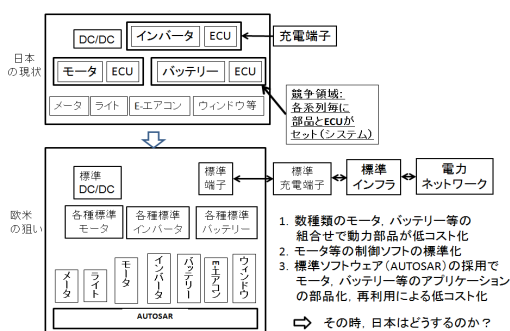 日本
の現状
DC/DC
インバータ
ECU
充電端子
モータ
ECU
バッテリー
ECU
メータ
ライト
E-エアコン
ウィンドウ等
競争領域:
各系列毎に
部品とECUが
セット(システム)
欧米
の狙い
標準
DC/DC
標準
端子
標準
充電端子
標準
インフラ
電力
ネットワーク
各種標準
モータ
各種標準
インバータ
各種標準
バッテリー
メータ
ライト
モータ
インバータ
バッテリー
E-エアコン
ウィンドウ
AUTOSAR
1. 数種類のモータ, バッテリー等の
組合せで動力部品が低コスト化
2. モータ等の制御ソフトの標準化
3. 標準ソフトウェア(AUTOSAR)の採用で
モータ, バッテリー等のアプリケーション
の部品化, 再利用による低コスト化
⇨ その時, 日本はどうするのか?